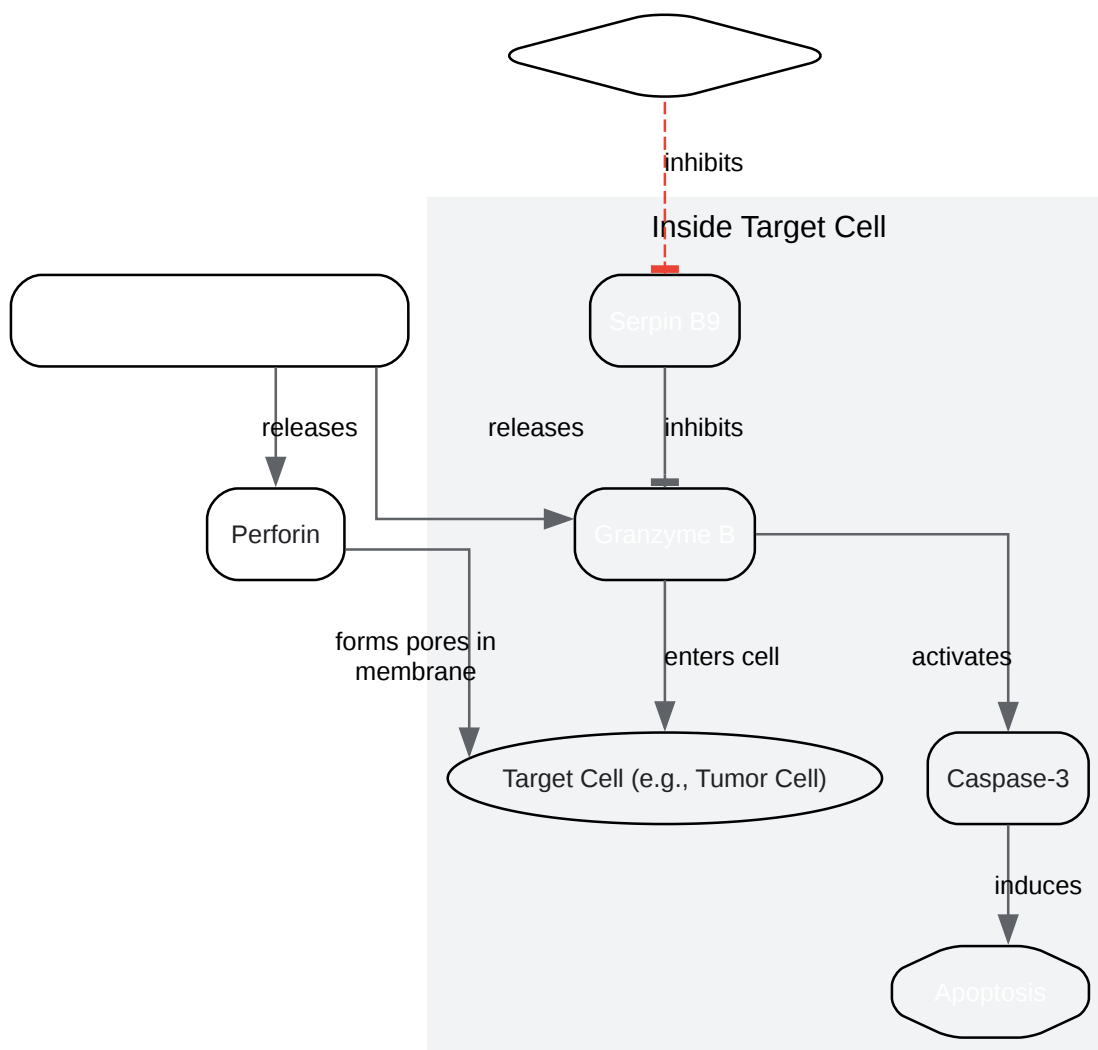 inhibits
Inside Target Cell
Serpin B9
releases
releases
inhibits
Perforin
Granzyme B
forms pores in
membrane
enters cell
activates
Target Cell (e.g., Tumor Cell)
Caspase-3
induces
Apoptosis